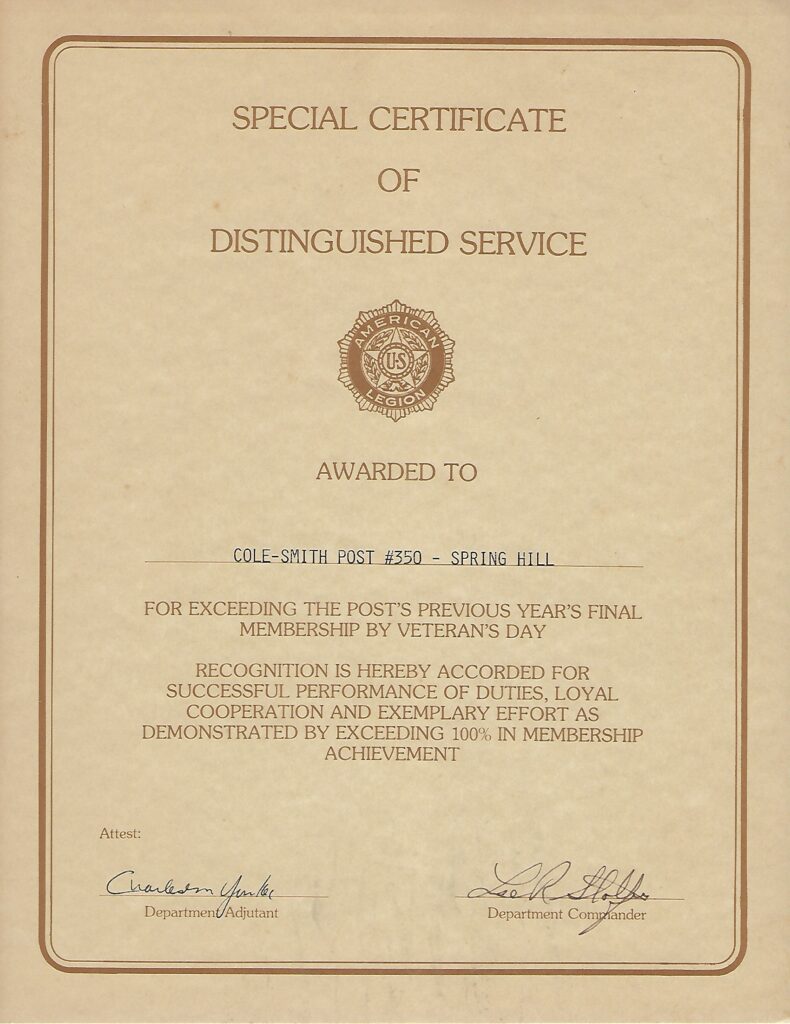 SPECIAL CERTIFICATE
OF
DISTINGUISHED SERVICE
AMERICAN
U·S
LEGION
AWARDED TO
COLE-SMITH POST #350 - SPRING HILL
FOR EXCEEDING THE POST'S PREVIOUS YEAR'S FINAL
MEMBERSHIP BY VETERAN'S DAY
RECOGNITION IS HEREBY ACCORDED FOR
SUCCESSFUL PERFORMANCE OF DUTIES, LOYAL
COOPERATION AND EXEMPLARY EFFORT AS
DEMONSTRATED BY EXCEEDING 100% IN MEMBERSHIP
ACHIEVEMENT
Attest:
Lee R
Department Adjutant
Department Commander